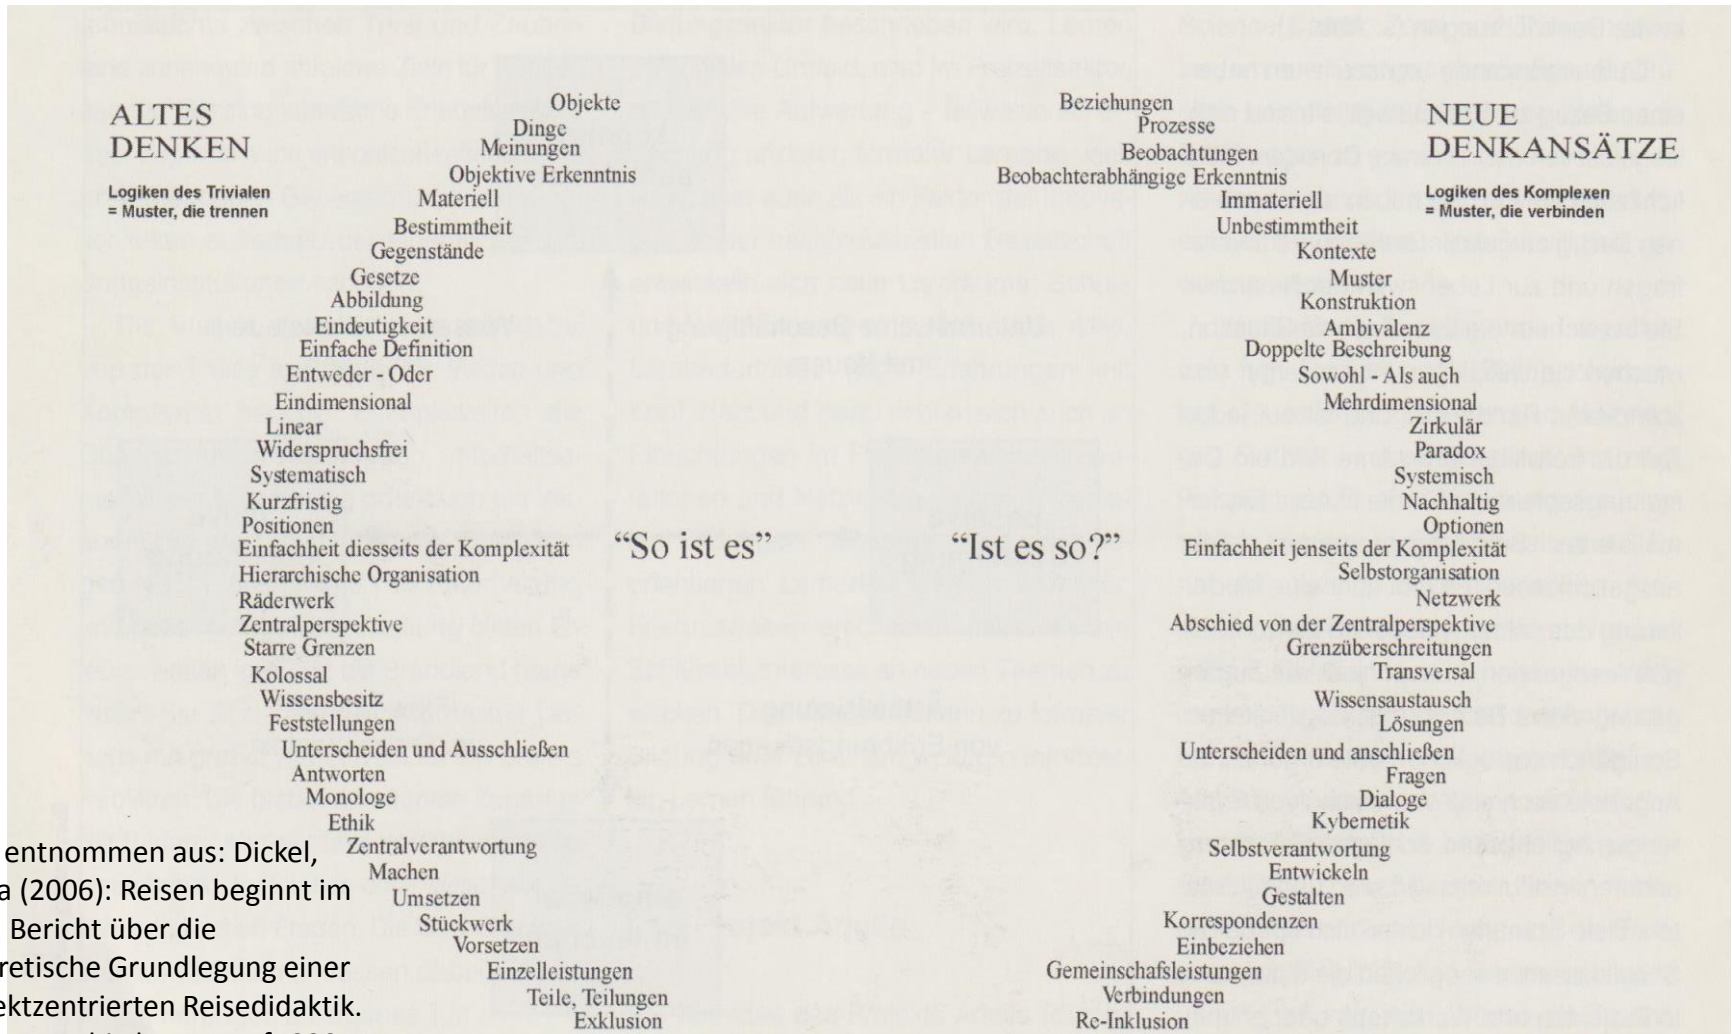 ALTES
DENKEN
Logiken des Trivialen
= Muster, die trennen
Objekte
Dinge
Meinungen
Objektive Erkenntnis
Materiell
Bestimmtheit
Gegenstände
Gesetze
Abbildung
Eindeutigkeit
Einfache Definition
Entweder - Oder
Eindimensional
Linear
Widerspruchsfrei
Systematisch
Kurzfristig
Positionen
Einfachheit diesseits der Komplexität
Hierarchische Organisation
Räderwerk
Zentralperspektive
Starre Grenzen
Kolossal
Wissensbesitz
Feststellungen
Unterscheiden und Ausschließen
Antworten
Monologe
Ethik
Zentralverantwortung
Machen
Umsetzen
Stückwerk
Vorsetzen
Einzelleistungen
Teile, Teilungen
Exklusion
“So ist es”
“Ist es so?”
Beziehungen
Prozesse
Beobachtungen
Beobachterabhängige Erkenntnis
Immateriell
Unbestimmtheit
Kontexte
Muster
Konstruktion
Ambivalenz
Doppelte Beschreibung
Sowohl - Als auch
Mehrdimensional
Zirkulär
Paradox
Systemisch
Nachhaltig
Optionen
Einfachheit jenseits der Komplexität
Selbstorganisation
Netzwerk
Abschied von der Zentralperspektive
Grenzüberschreitungen
Transversal
Wissensaustausch
Lösungen
Unterscheiden und anschließen
Fragen
Dialoge
Kybernetik
Selbstverantwortung
Entwickeln
Gestalten
Korrespondenzen
Einbeziehen
Gemeinschafsleistungen
Verbindungen
Re-Inklusion
NEUE
DENKANSÄTZE
Logiken des Komplexen
= Muster, die verbinden
entnommen aus: Dickel,
(2006): Reisen beginnt im
Bericht über die
Grundlegung einer
Reisedidaktik.